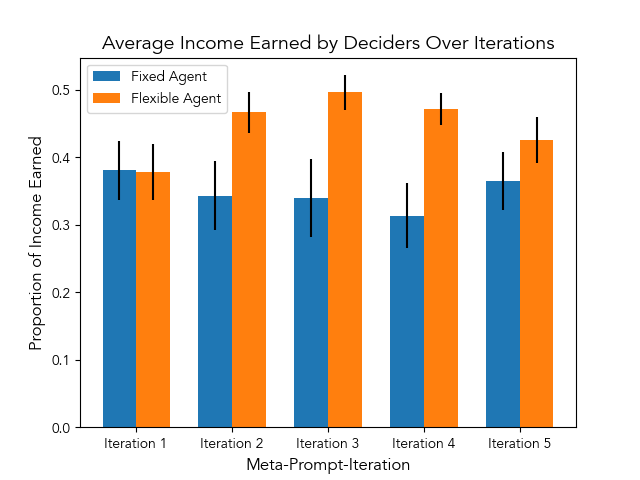 Average Income Earned by Deciders Over Iterations
Fixed Agent
Flexible Agent
Proportion of Income Earned
0.5
0.4
0.3
0.2
0.1
0.0
Iteration 1
Iteration 2
Iteration 3
Iteration 4
Iteration 5
Meta-Prompt-Iteration